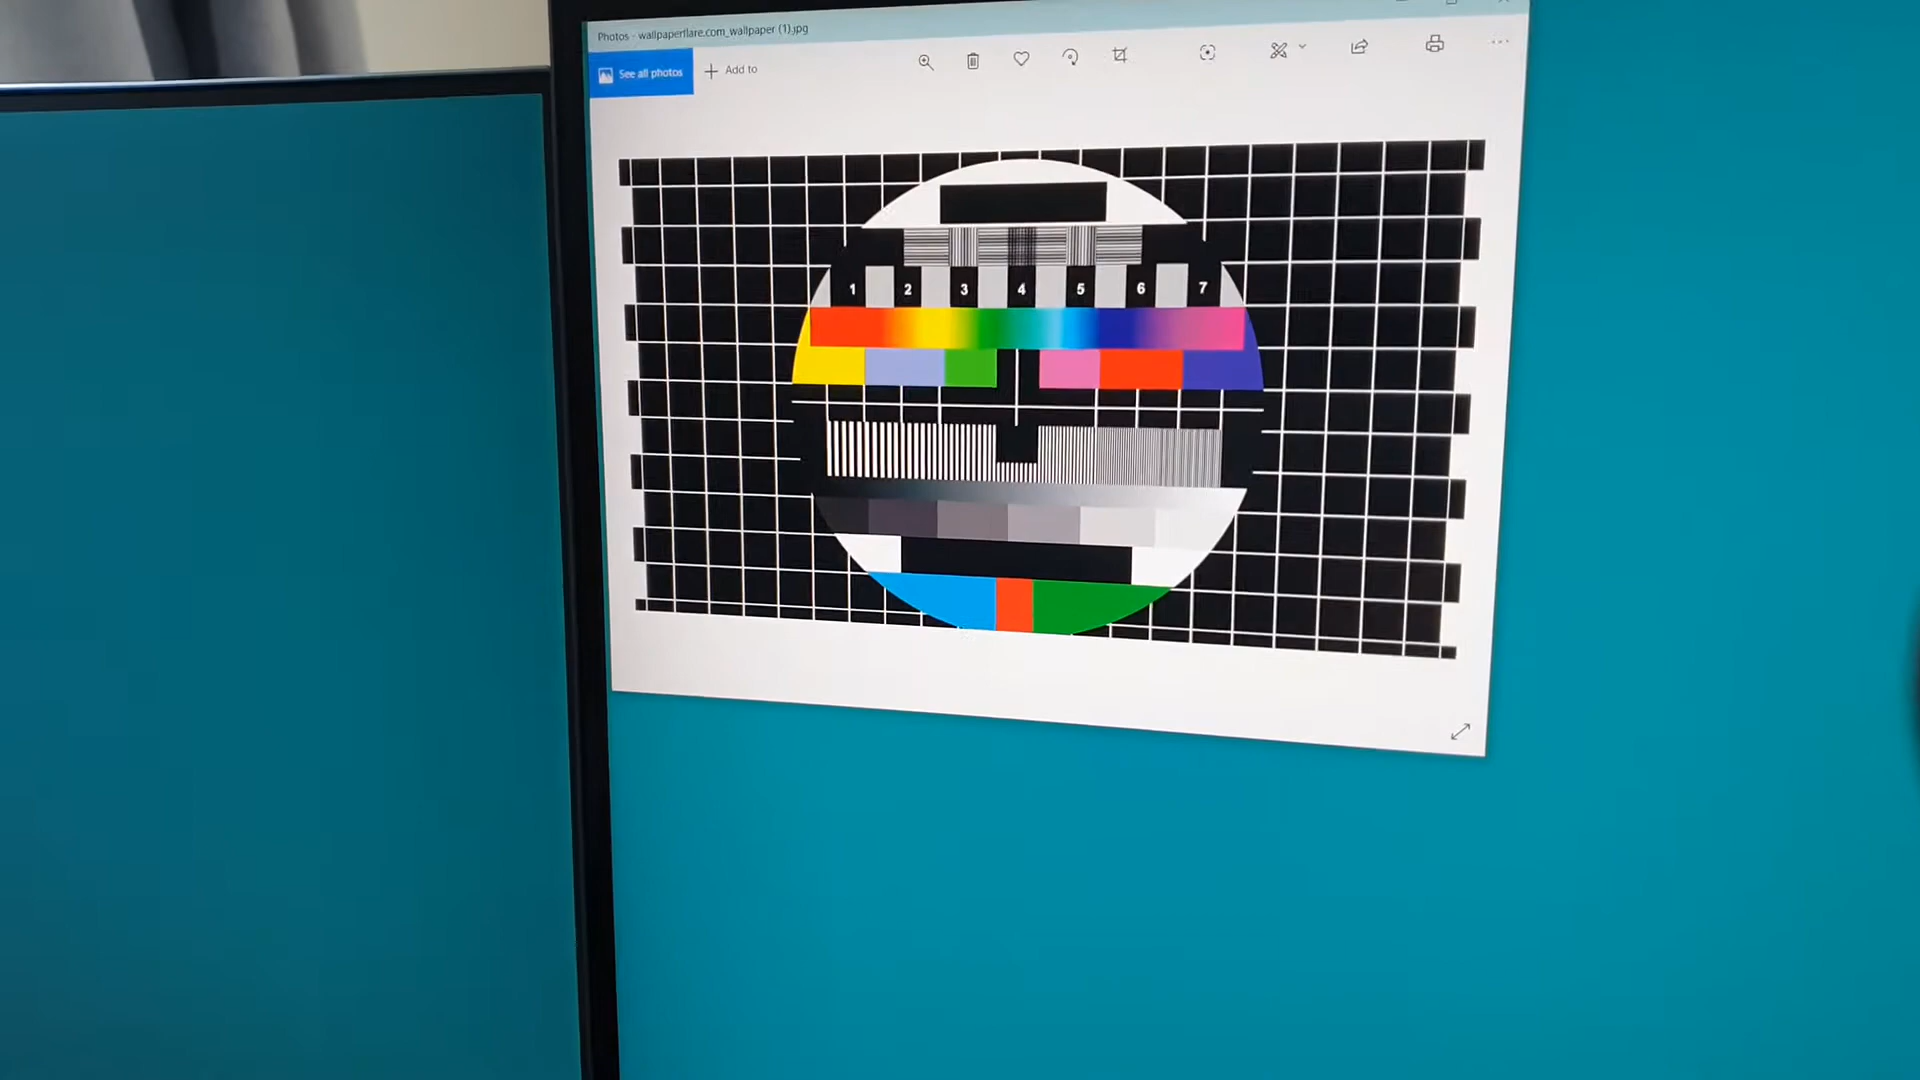 Photos - wallpaperflare.com_wallpaper (1).jpg
See all photos
Add to
1 2 3 4 5 6 7